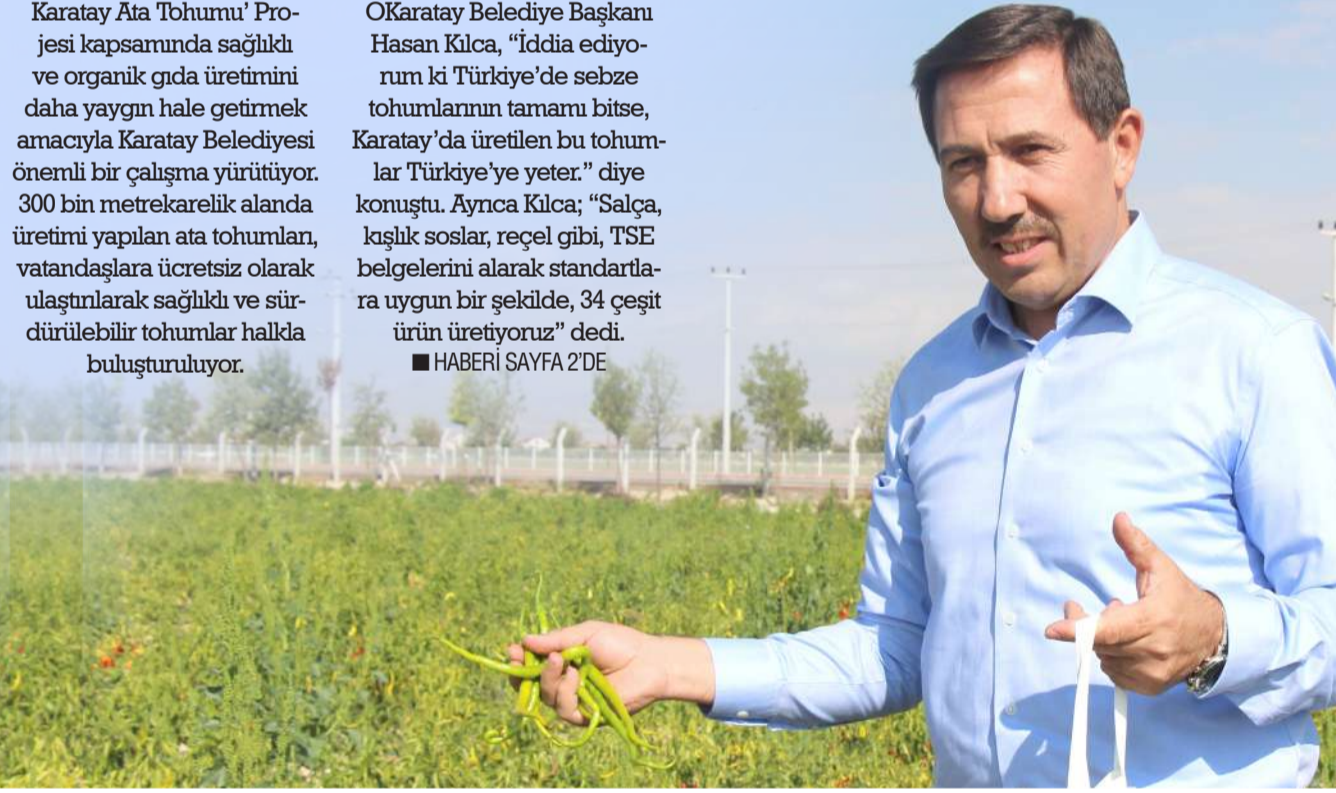 Karatay Ata Tohumu’ Pro-
jesi kapsamında sağlıklı
ve organik gıda üretimini
daha yaygın hale getirmek
amacıyla Karatay Belediyesi
önemli bir çalışma yürütüyor.
300 bin metrekarelik alanda
üretimi yapılan ata tohumları,
vatandaşlara ücretsiz olarak
ulaştırılarak sağlıklı ve sür-
dürülebilir tohumlar halkla
buluşturuluyor.
OKaratay Belediye Başkanı
Hasan Kılca, “İddia ediyo-
rum ki Türkiye’de sebze
tohumlarının tamamı bitse,
Karatay’da üretilen bu tohum-
lar Türkiye’ye yeter.” diye
konuştu. Ayrıca Kılca; “Salça,
kışlık soslar, reçel gibi, TSE
belgelerini alarak standartla-
ra uygun bir şekilde, 34 çeşit
ürün üretiyoruz” dedi.
■ HABERİ SAYFA 2’DE